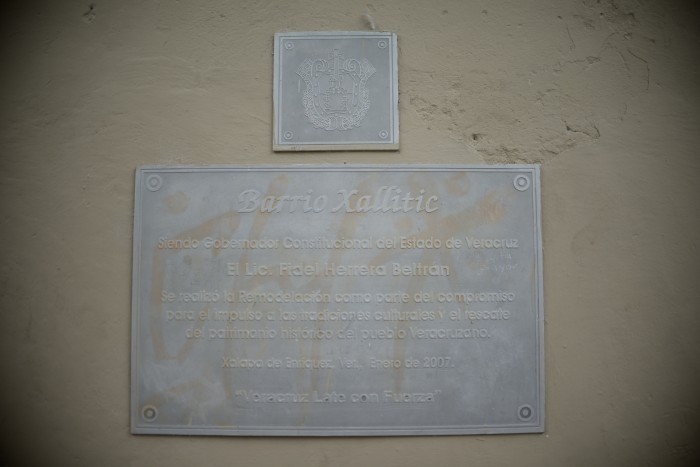 Barrio Xallitic
Siendo Gobernador Constitucional del Estado de Veracruz
El Lic. Fidel Herrera Beltrán
Se realizo la Remodelación como parte del compromiso
para el impulso a las tradiciones culturales y el rescate
del patrimonio historico del pueblo Veracruzano.
Xalapa de Enríquez, Ver., Enero de 2007.
"Veracruz Late con Fuerza"